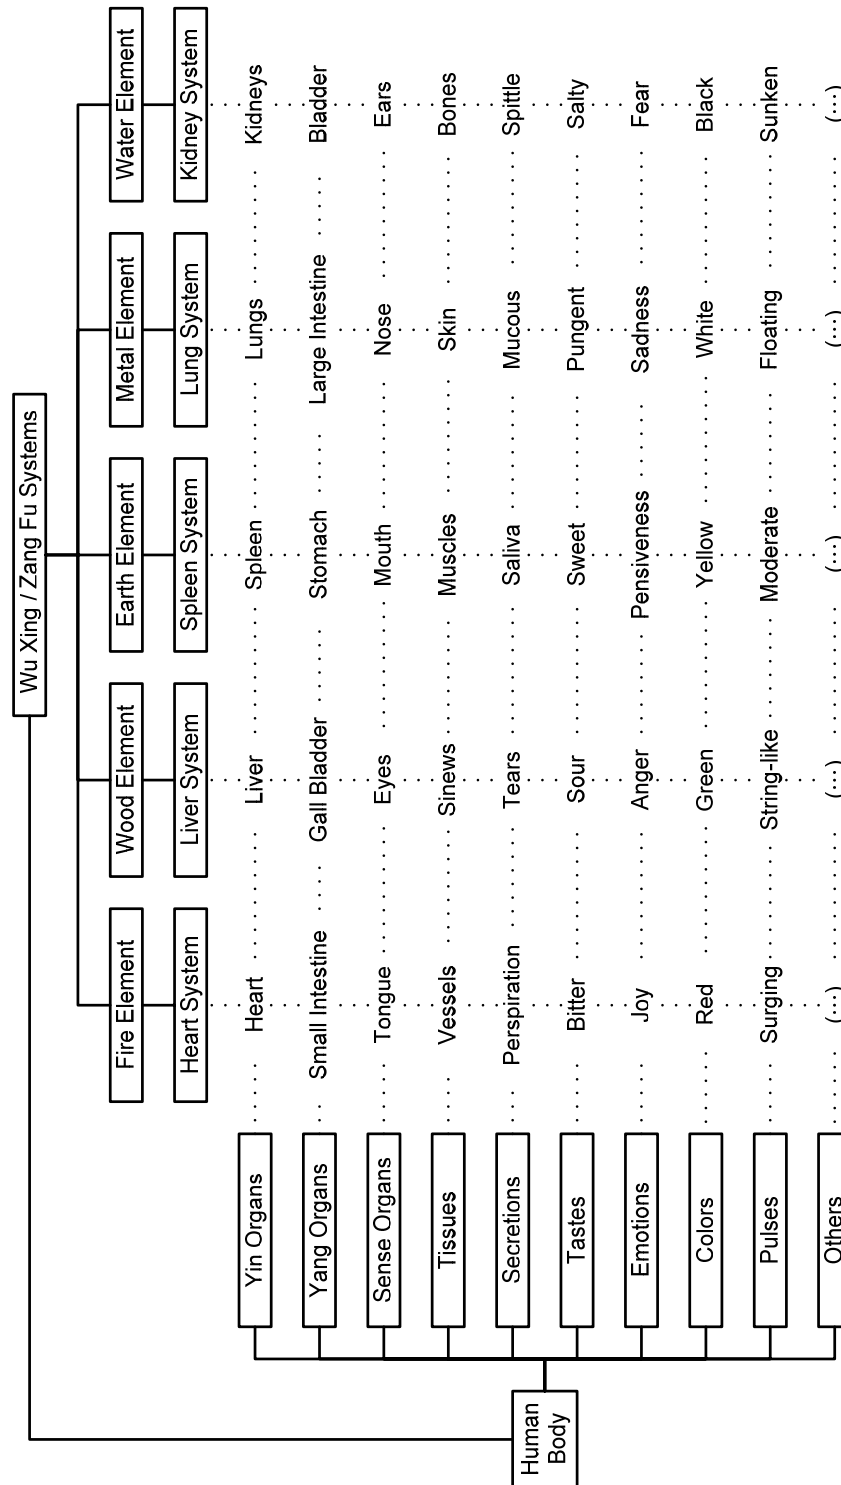 Wu Xing / Zang Fu Systems
Fire Element
Wood Element
Earth Element
Metal Element
Water Element
Heart System
Liver System
Spleen System
Lung System
Kidney System
Yin Organs
Heart
Liver
Spleen
Lungs
Kidneys
Yang Organs
Small Intestine
Gall Bladder
Stomach
Large Intestine
Bladder
Sense Organs
Tongue
Eyes
Mouth
Nose
Ears
Tissues
Vessels
Sinews
Muscles
Skin
Bones
Human
Body
Secretions
Perspiration
Tears
Saliva
Mucous
Spittle
Tastes
Bitter
Sour
Sweet
Pungent
Salty
Emotions
Joy
Anger
Pensiveness
Sadness
Fear
Colors
Red
Green
Yellow
White
Black
Pulses
Surging
String-like
Moderate
Floating
Sunken
Others
(...)
(...)
(...)
(...)
(...)